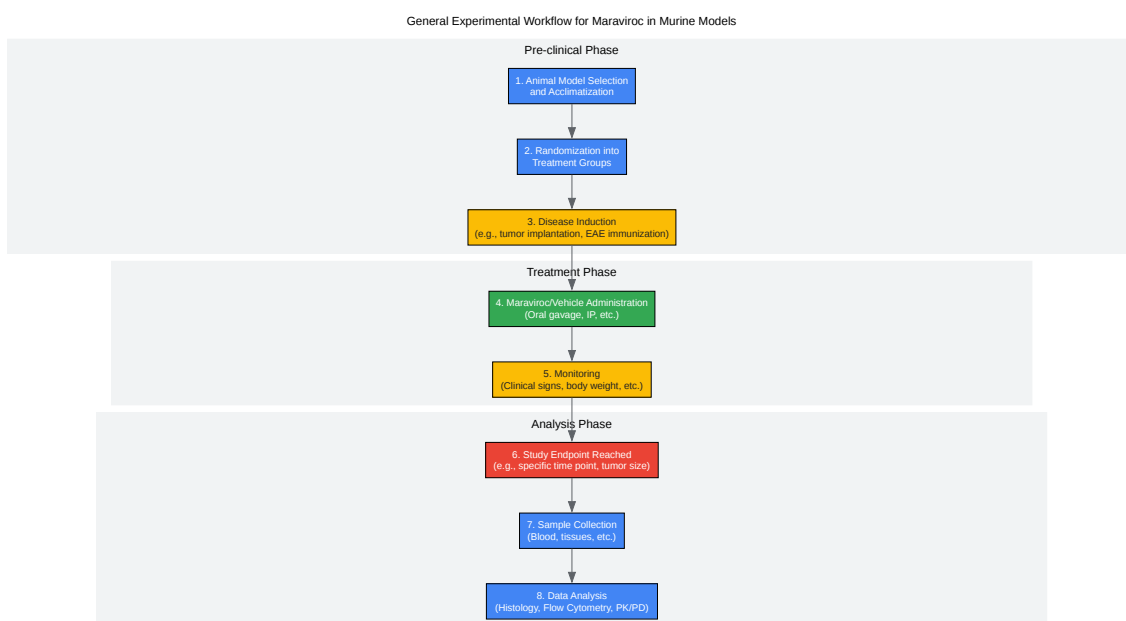 General Experimental Workflow for Maraviroc in Murine Models
Pre-clinical Phase
1. Animal Model Selection
and Acclimatization
2. Randomization into
Treatment Groups
3. Disease Induction
(e.g., tumor implantation, EAE immunization)
Treatment Phase
4. Maraviroc/Vehicle Administration
(Oral gavage, IP, etc.)
5. Monitoring
(Clinical signs, body weight, etc.)
Analysis Phase
6. Study Endpoint Reached
(e.g., specific time point, tumor size)
7. Sample Collection
(Blood, tissues, etc.)
8. Data Analysis
(Histology, Flow Cytometry, PK/PD)